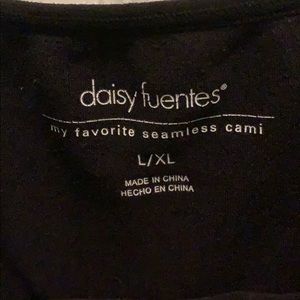 daisy fuentes®
my favorite seamless cami
L/XL
MADE IN CHINA
HECHO EN CHINA